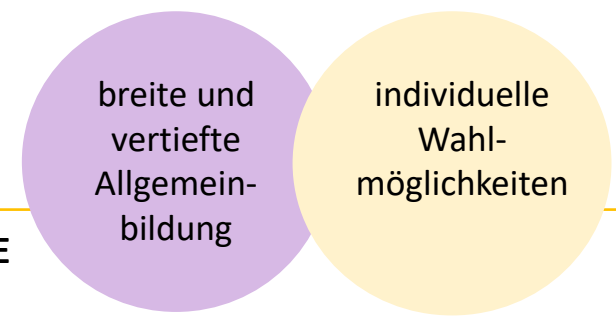 breite und
vertiefte
Allgemein-
bildung
individuelle
Wahl-
möglichkeiten
E